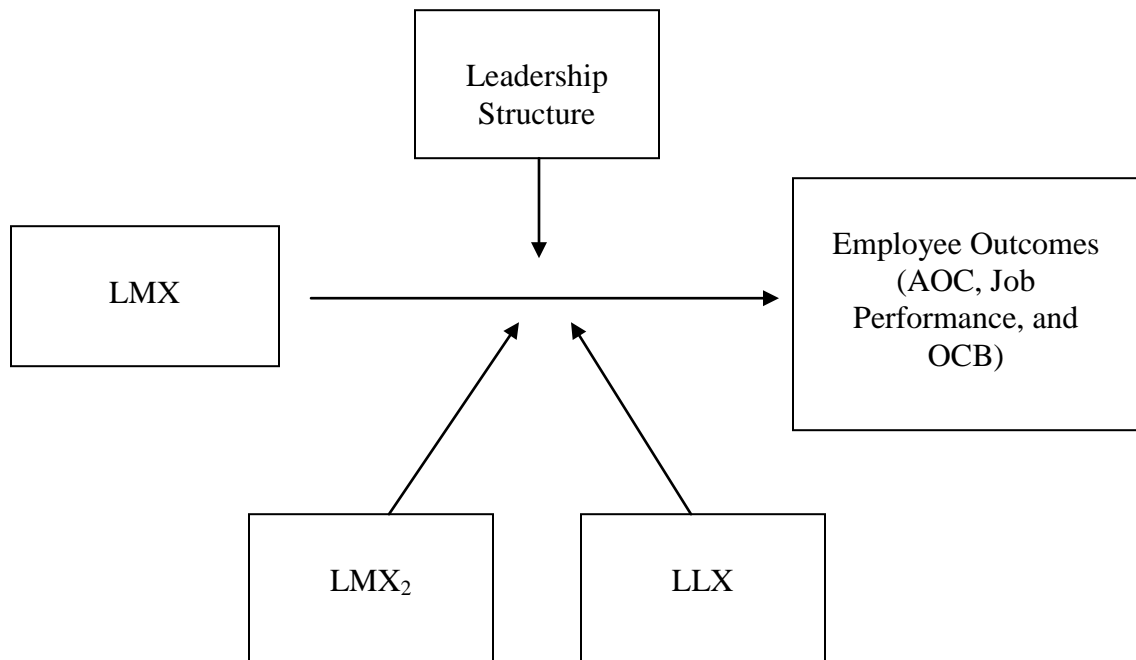 Leadership
Structure
LMX
Employee Outcomes
(AOC, Job
Performance, and
OCB)
LMX₂
LLX